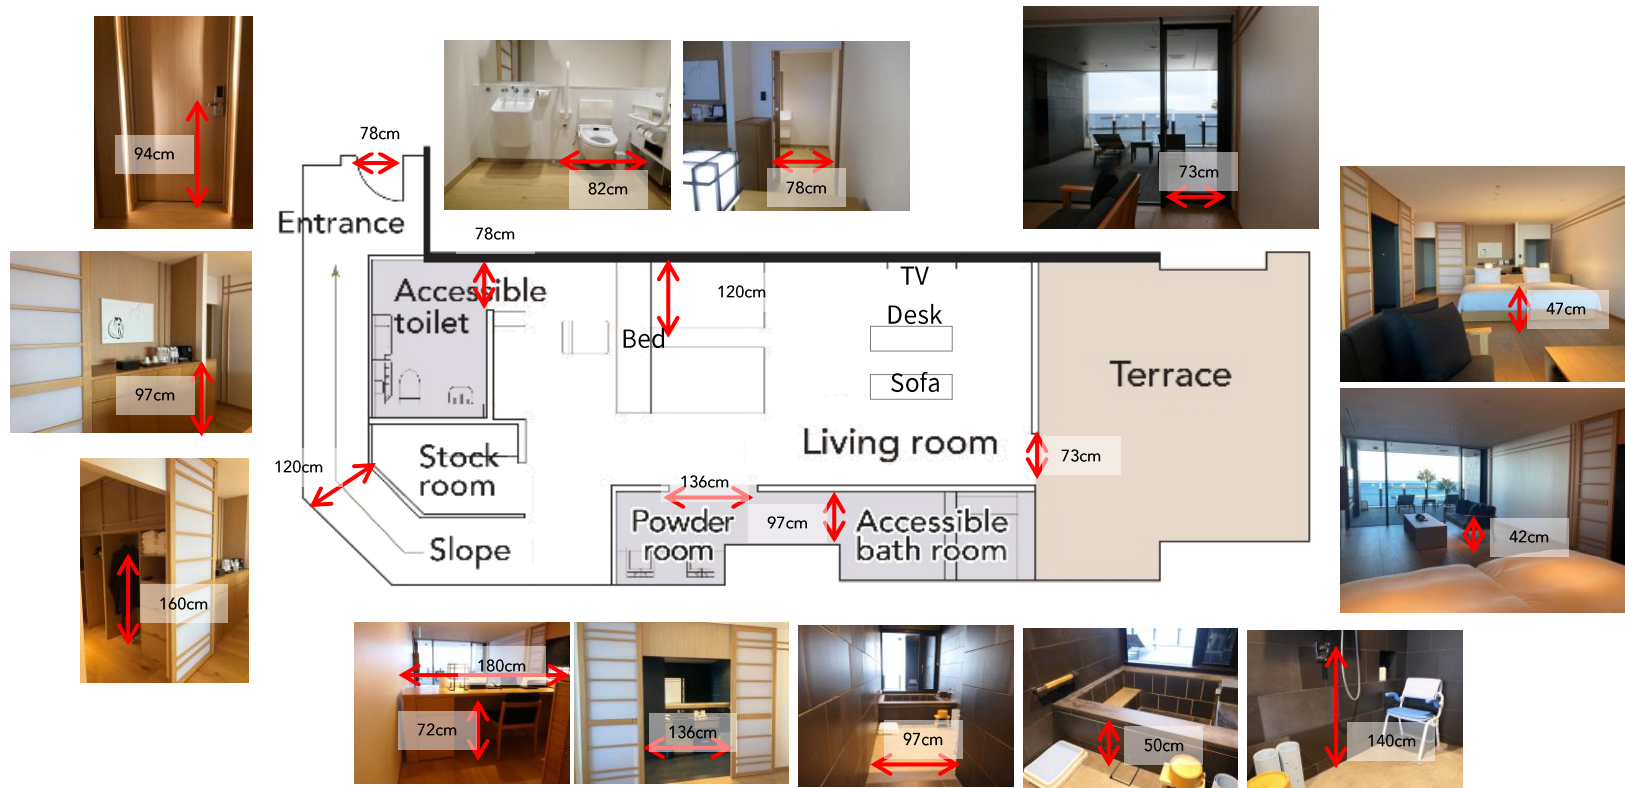 94cm
78cm
82cm
78cm
73cm
Entrance
78cm
97cm
Accessible
toilet
120cm
Bed
TV
Desk
Sofa
Terrace
47cm
Living room
73cm
120cm
Stock
room
136cm
Powder
room
97cm
Accessible
bath room
42cm
Slope
160cm
180cm
72cm
136cm
97cm
50cm
140cm